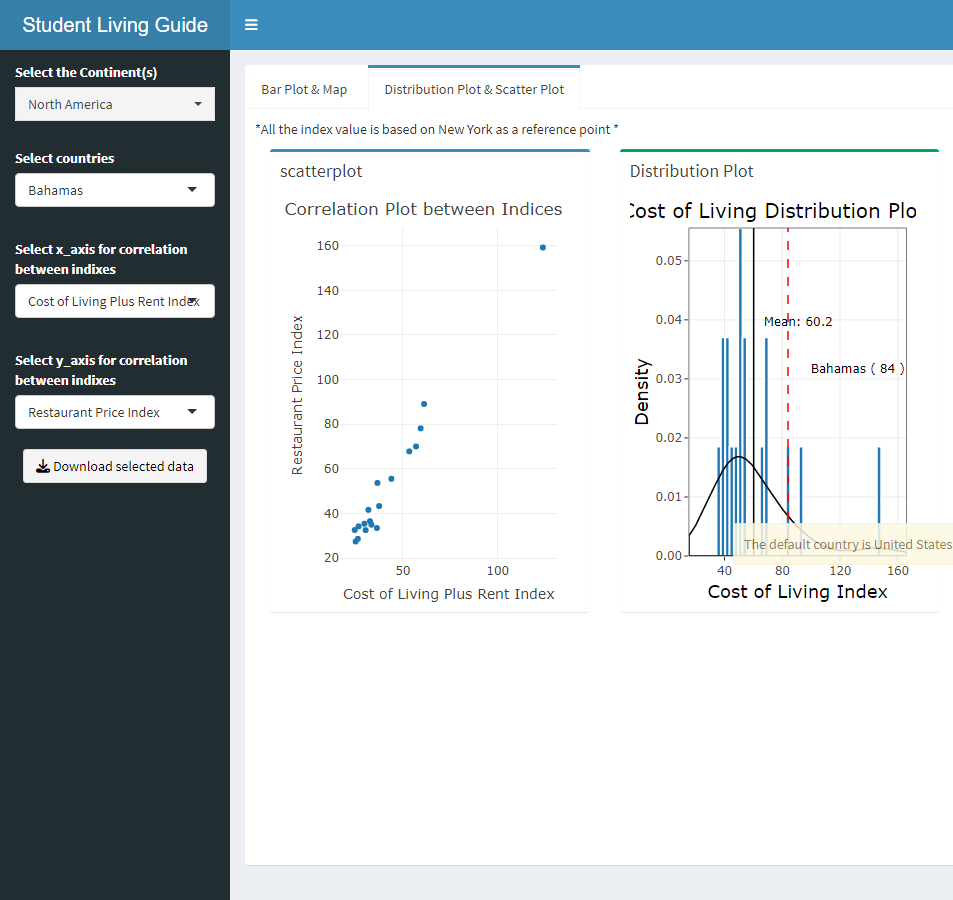 Student Living Guide
Select the Continent(s)
North America
Select countries
Bahamas
Select x_axis for correlation
between indixes
Cost of Living Plus Rent Index
Select y_axis for correlation
between indixes
Restaurant Price Index
Download selected data
Bar Plot & Map
Distribution Plot & Scatter Plot
*All the index value is based on New York as a reference point *
scatterplot
Correlation Plot between Indices
160
140
120
100
80
60
40
20
50
100
Restaurant Price Index
Cost of Living Plus Rent Index
Distribution Plot
Cost of Living Distribution Plo
0.05
0.04
0.03
0.02
0.01
0.00
Mean: 60.2
Bahamas ( 84 )
The default country is United States
40
80
120
160
Density
Cost of Living Index